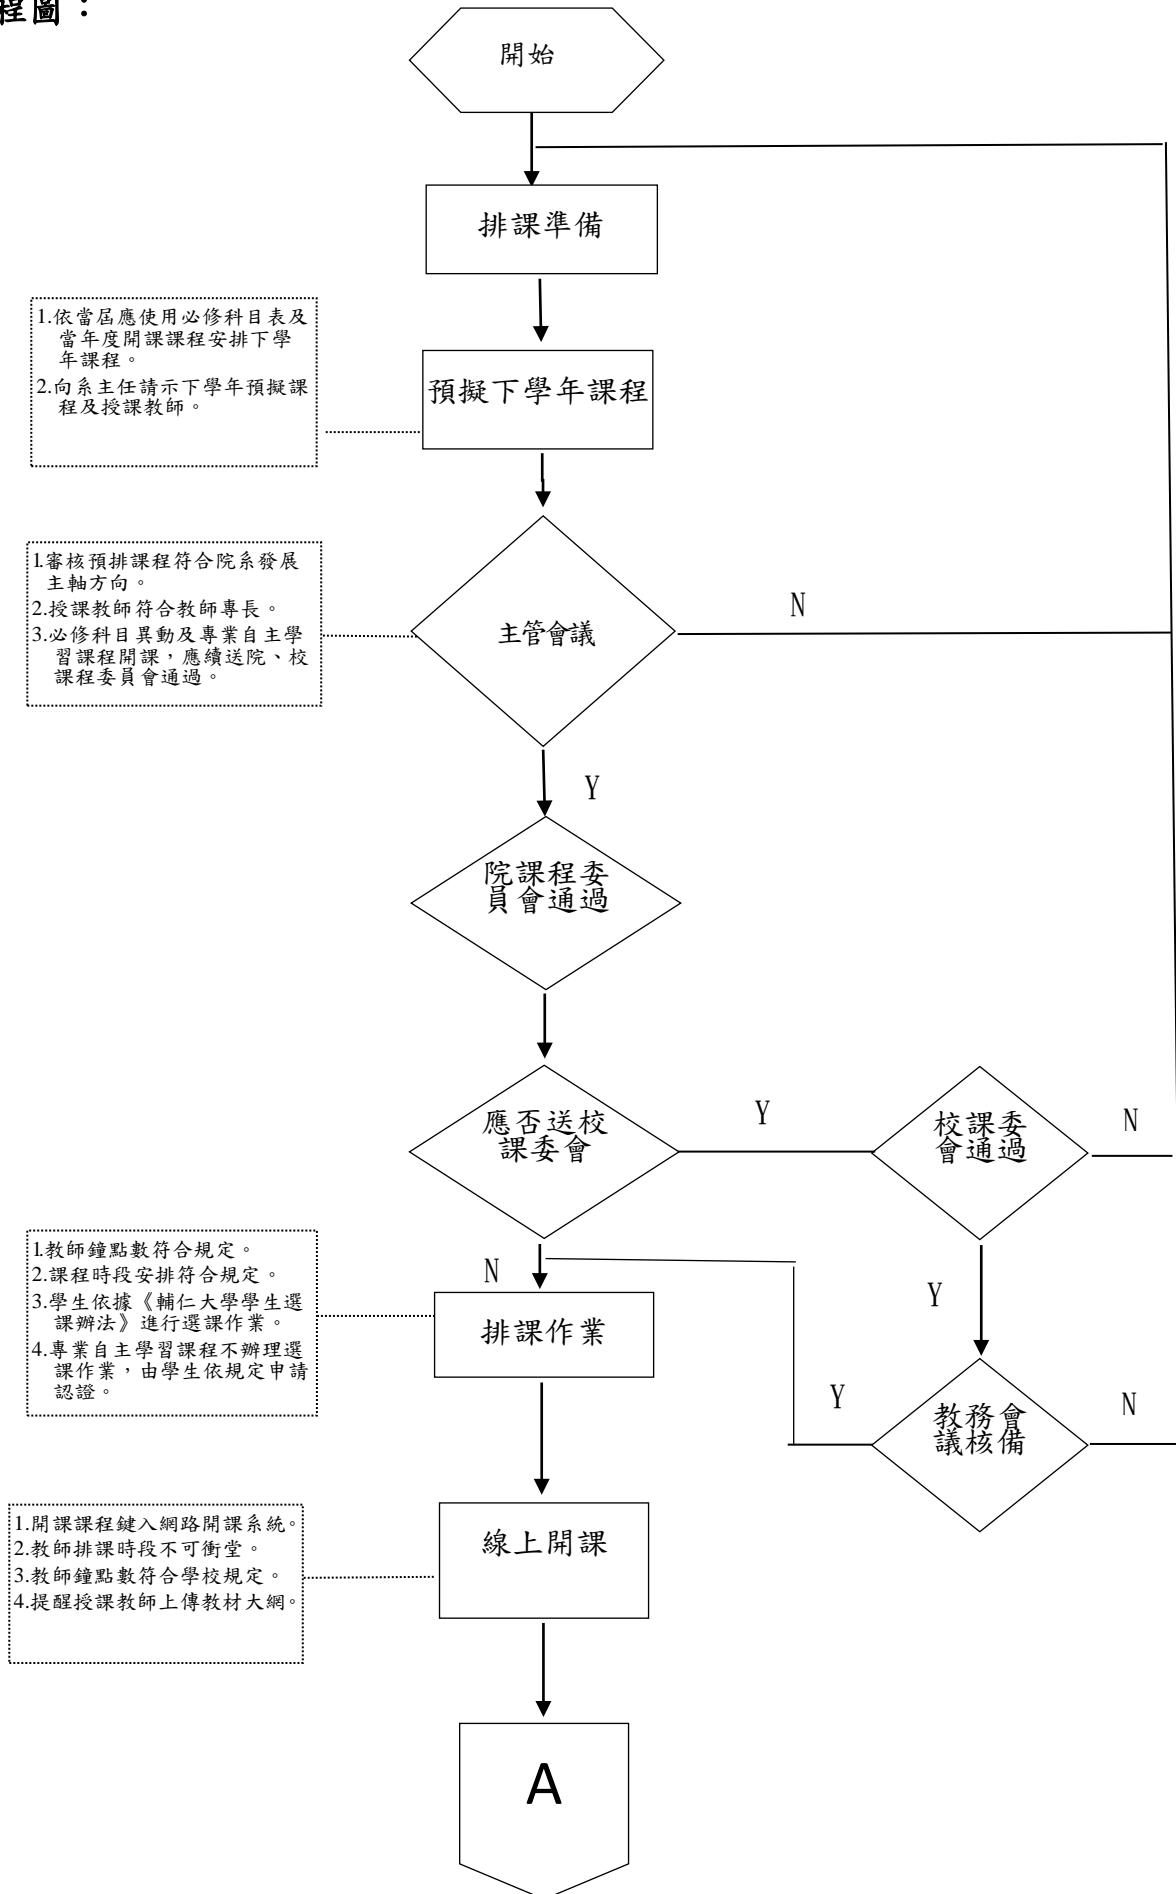 程圖：
開始
排課準備
1.依當屆應使用必修科目表及
當年度開課課程安排下學
年課程。
2.向系主任請示下學年預擬課
程及授課教師。
預擬下學年課程
1.審核預排課程符合院系發展
主軸方向。
2.授課教師符合教師專長。
3.必修科目異動及專業自主學
習課程開課，應續送院、校
課程委員會通過。
主管會議
N
Y
院課程委
員會通過
應否送校
課委會
Y
校課委
會通過
N
1.教師鐘點數符合規定。
2.課程時段安排符合規定。
3.學生依據《輔仁大學學生選
課辦法》進行選課作業。
4.專業自主學習課程不辦理選
課作業，由學生依規定申請
認證。
N
排課作業
Y
Y
教務會
議核備
N
1.開課課程鍵入網路開課系統。
2.教師排課時段不可衝堂。
3.教師鐘點數符合學校規定。
4.提醒授課教師上傳教材大網。
線上開課
A